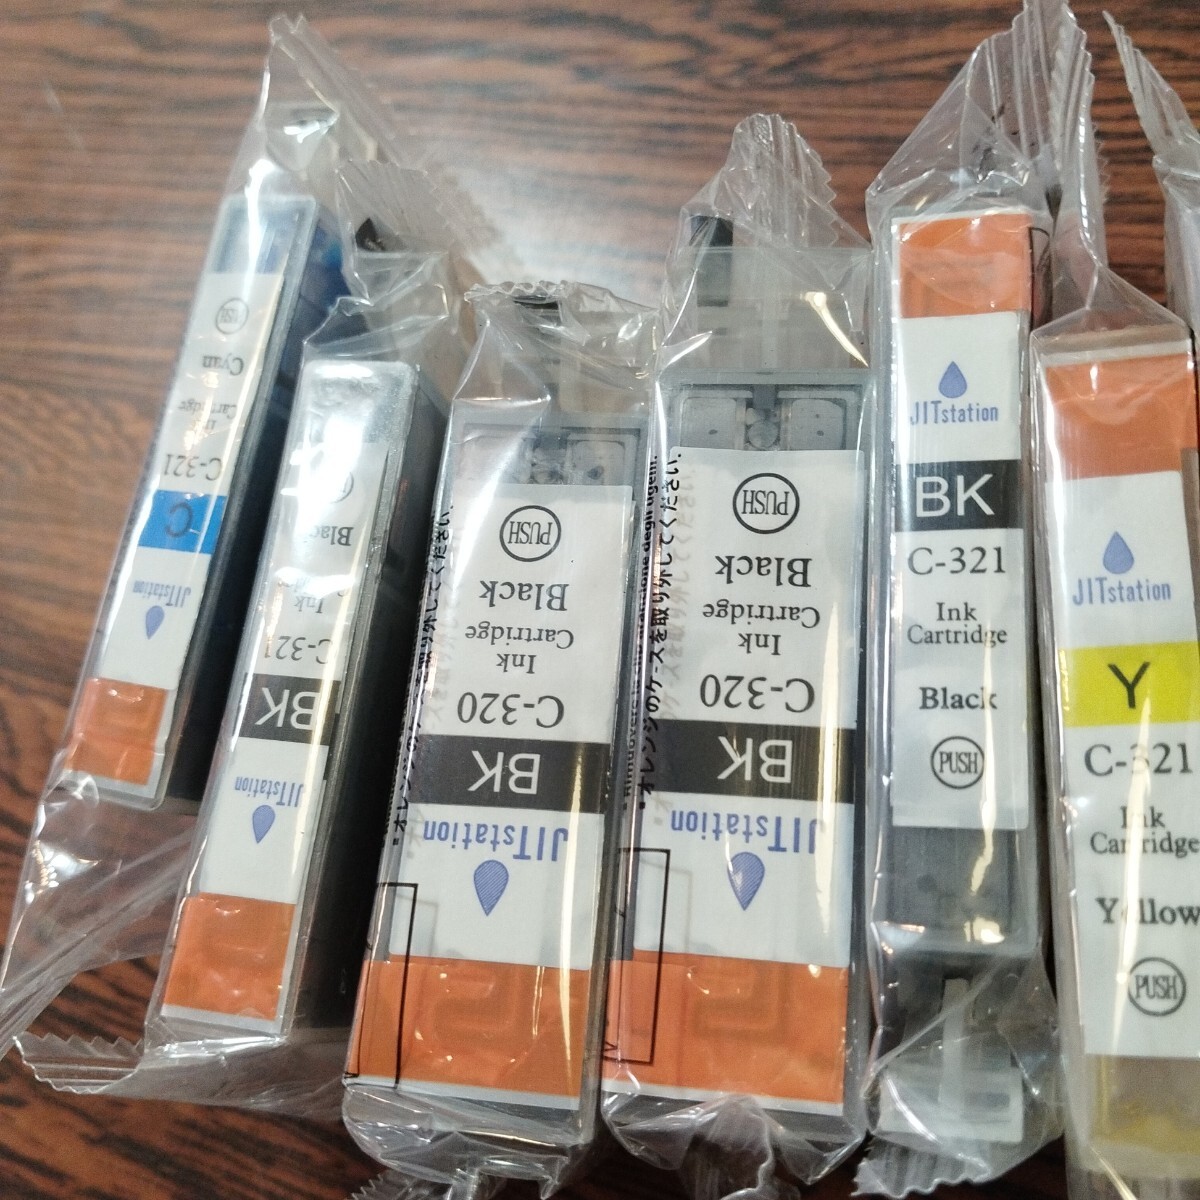 PUSH
Cyan
Cartridge
Ink
C-321
C
JITstation
Black
Ink
C-321
BK
JITstation
PUSH
Black
Cartridge
Ink
C-320
BK
JITstation
PUSH
Black
Cartridge
Ink
C-320
BK
JITstation
*オレンジのケースを取り外してください。
JITstation
BK
C-321
Ink
Cartridge
Black
PUSH
JITstation
Y
C-321
Ink
Cartridge
Yellow
PUSH